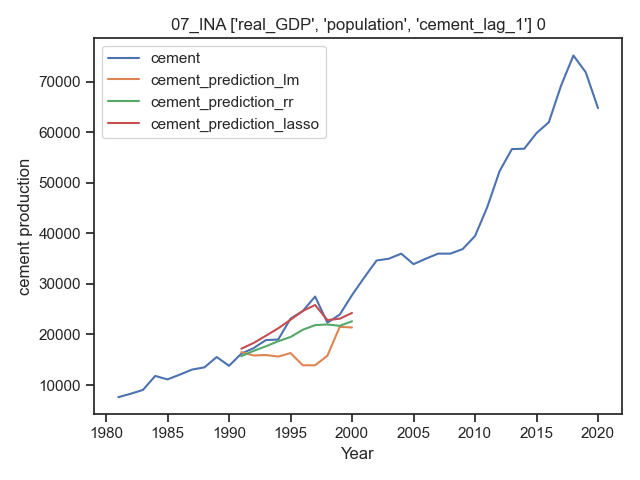 07_INA ['real_GDP', 'population', 'cement_lag_1'] 0
cement
cement_prediction_lm
cement_prediction_rr
cement_prediction_lasso
cement production
70000
60000
50000
40000
30000
20000
10000
1980 1985 1990 1995 2000 2005 2010 2015 2020
Year